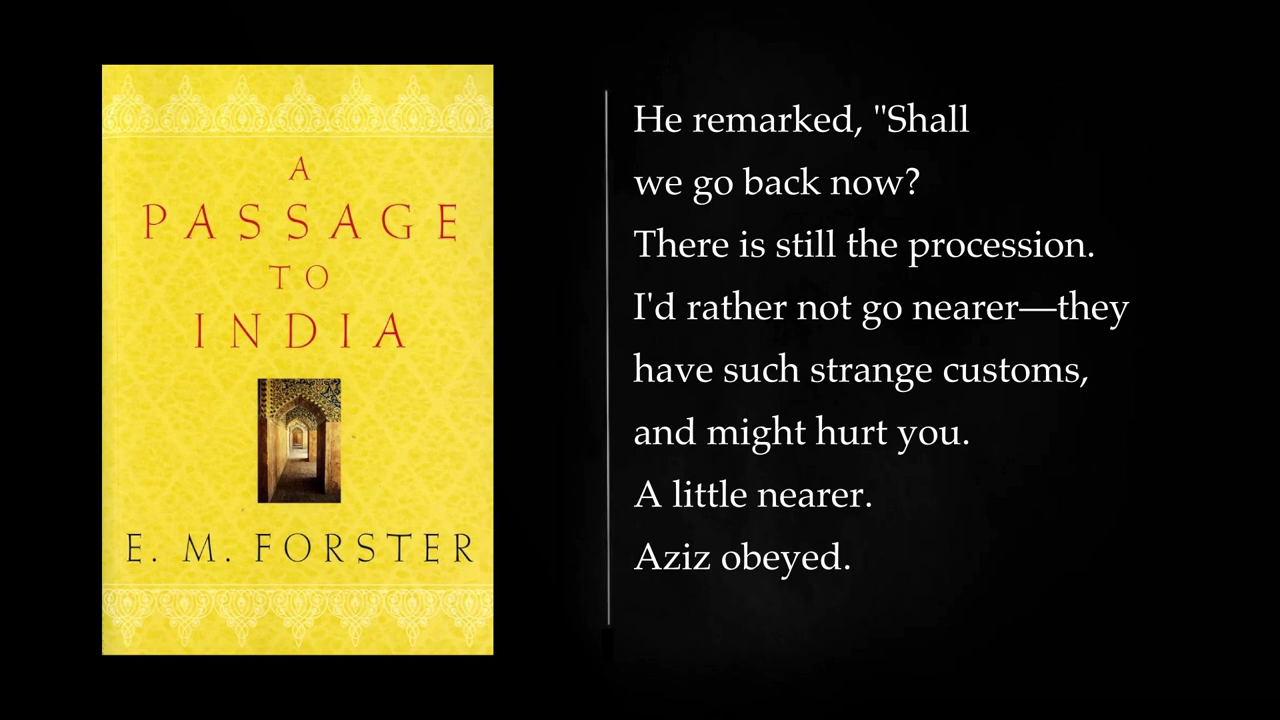 A
PASSAGE
TO
INDIA
E. M. FORSTER
He remarked, "Shall
we go back now?
There is still the procession.
I'd rather not go nearer—they
have such strange customs,
and might hurt you.
A little nearer.
Aziz obeyed.